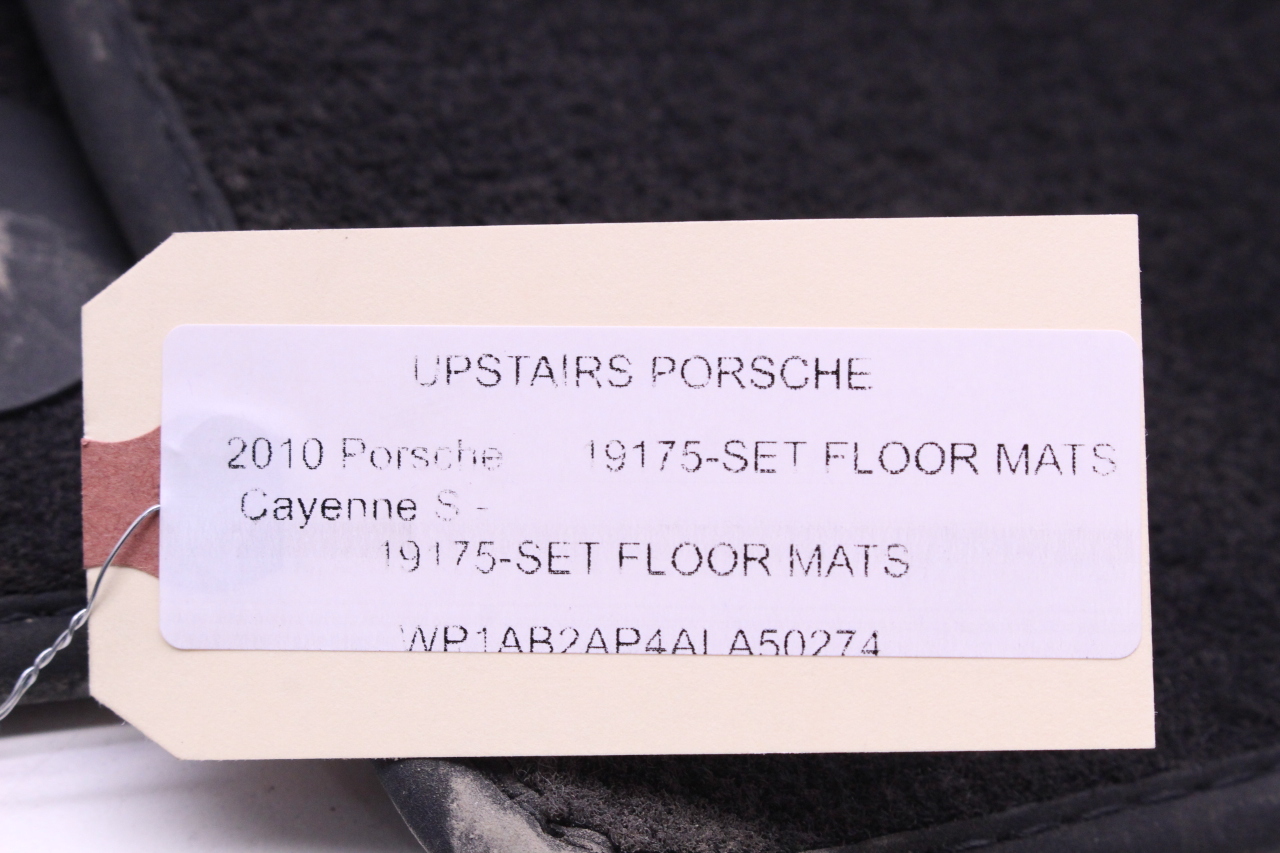 UPSTAIRS PORSCHE
2010 Porsche 19175-SET FLOOR MATS
Cayenne S -
19175-SET FLOOR MATS
WP1AB2AP4ALA50274